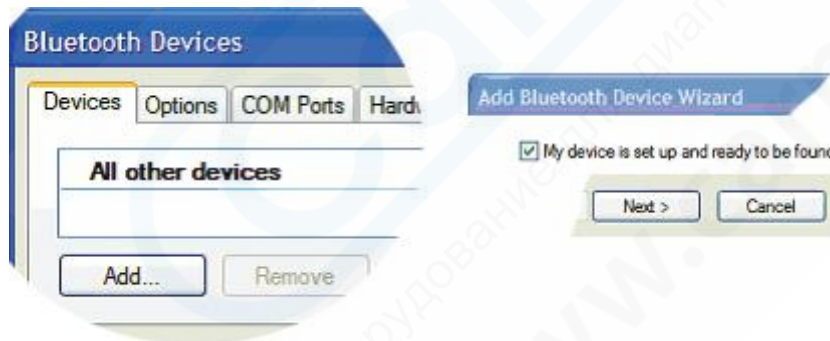 Bluetooth Devices
Devices Options COM Ports Hardw
All other devices
Add... Remove
Add Bluetooth Device Wizard
My device is set up and ready to be found
Next > Cancel